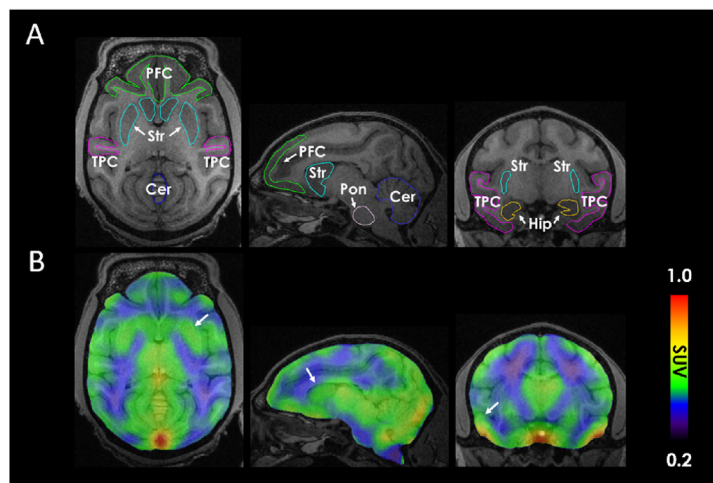 A
PFC
Str
TPC
TPC
Cer
PFC
Str
Pon
Cer
Str
Str
TPC
TPC
Hip
B
1.0
SUV
0.2